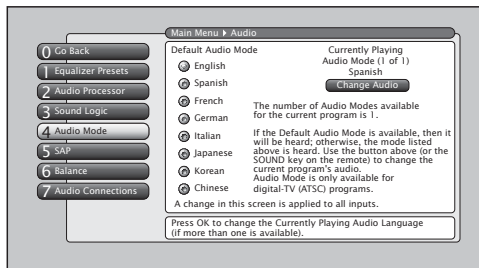 Main Menu Audio
0 Go Back
1 Equalizer Presets
2 Audio Processor
3 Sound Logic
4 Audio Mode
5 SAP
6 Balance
7 Audio Connections
Default Audio Mode
English
Spanish
French
German
Italian
Japanese
Korean
Chinese
Currently Playing
Audio Mode (1 of 1)
Spanish
Change Audio
The number of Audio Modes available
for the current program is 1.
If the Default Audio Mode is available, then it
will be heard; otherwise, the mode listed
above is heard. Use the button above (or the
SOUND key on the remote) to change the
current program's audio.
Audio Mode is only available for
digital-TV (ATSC) programs.
A change in this screen is applied to all inputs.
Press OK to change the Currently Playing Audio Language
(if more than one is available).